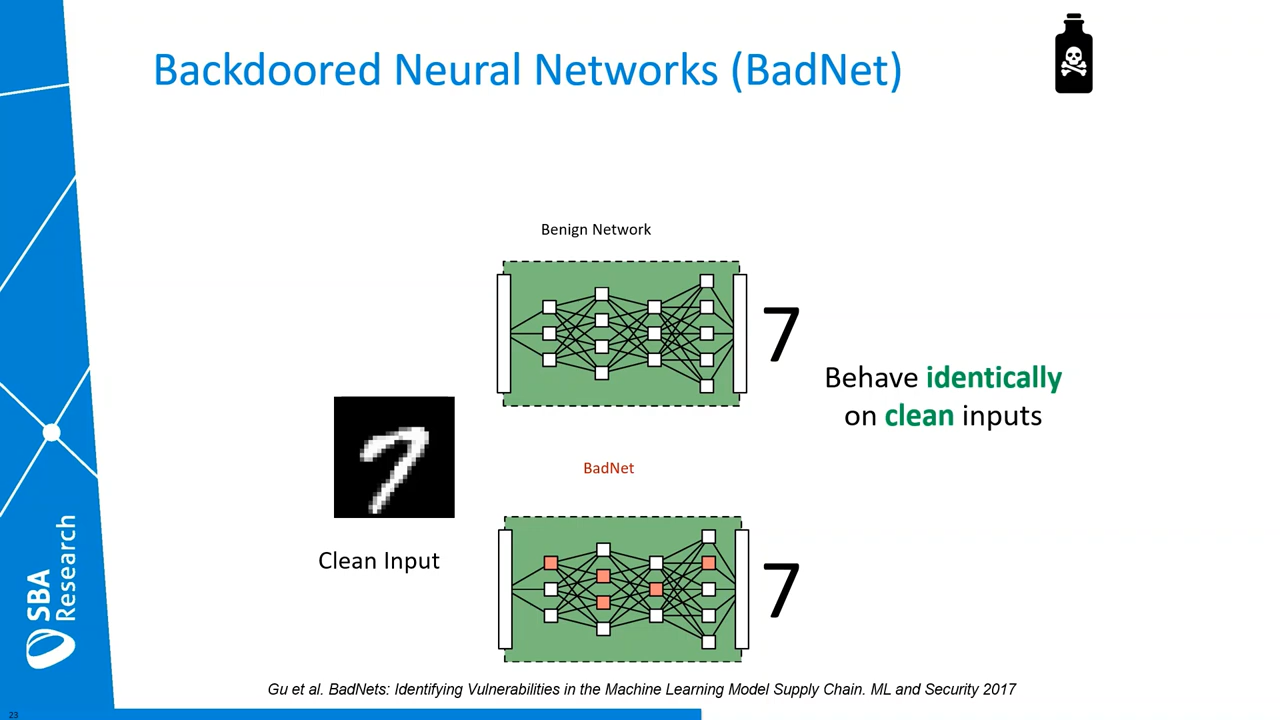 Backdoored Neural Networks (BadNet)
Benign Network
7
Behave identically
on clean inputs
BadNet
Clean Input
7
SBA
Research
Gu et al. BadNets: Identifying Vulnerabilities in the Machine Learning Model Supply Chain. ML and Security 2017
23